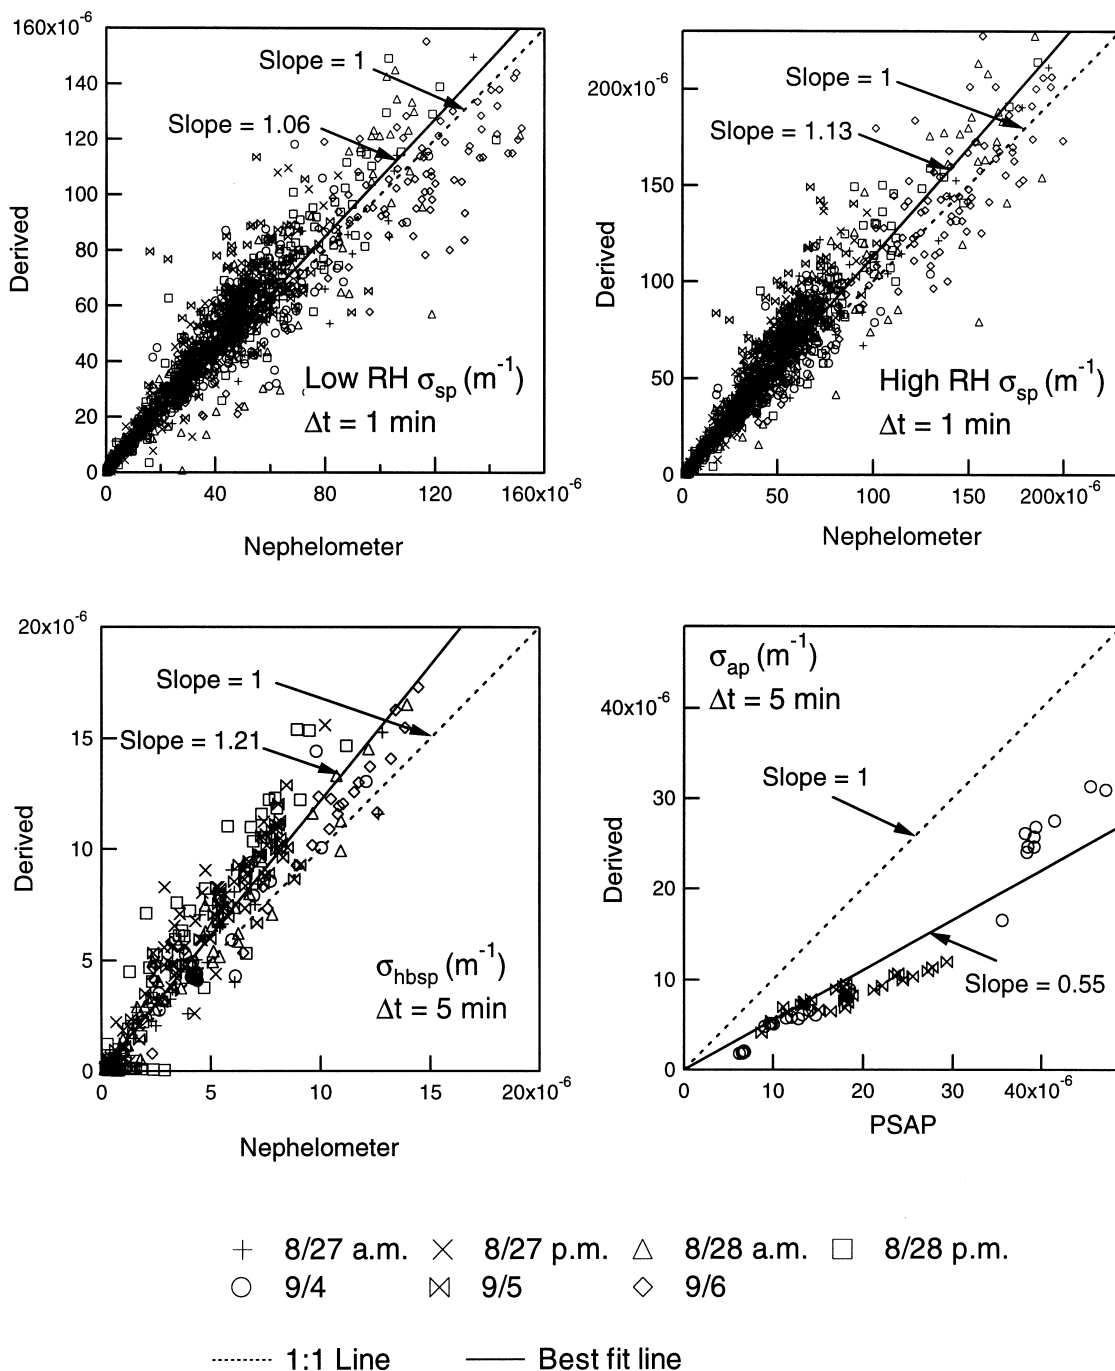 160x10-6
140
120
100
80
60
40
20
0
Derived
Slope = 1
Slope = 1.06
Low RH σsp (m-1)
Δt = 1 min
0 40 80 120 160x10-6
Nephelometer
200x10-6
150
100
50
0
Derived
Slope = 1
Slope = 1.13
High RH σsp (m-1)
Δt = 1 min
0 50 100 150 200x10-6
Nephelometer
20x10-6
15
10
5
0
Derived
Slope = 1
Slope = 1.21
σhbsp (m-1)
Δt = 5 min
0 5 10 15 20x10-6
Nephelometer
σap (m-1)
Δt = 5 min
40x10-6
30
20
10
0
Derived
Slope = 1
Slope = 0.55
0 10 20 30 40x10-6
PSAP
8/27 a.m. 8/27 p.m. 8/28 a.m. 8/28 p.m.
9/4 9/5 9/6
1:1 Line Best fit line